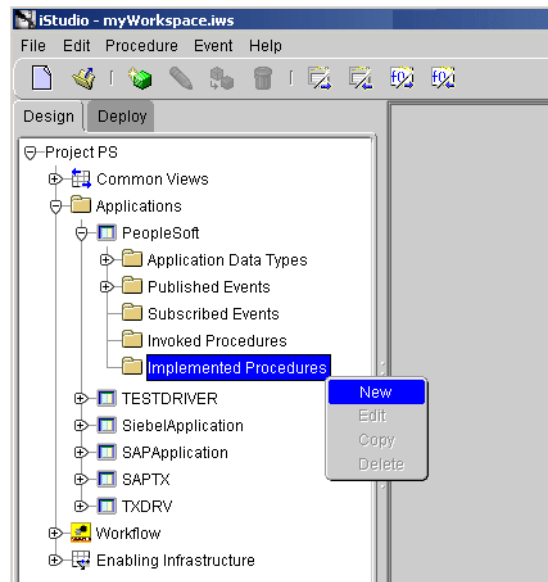 iStudio - myWorkspace.iws
File Edit Procedure Event Help
f() f()
Design Deploy
Project PS
Common Views
Applications
PeopleSoft
Application Data Types
Published Events
Subscribed Events
Invoked Procedures
Implemented Procedures
New
Edit
Copy
Delete
TESTDRIVER
SiebelApplication
SAPApplication
SAPTX
TXDRV
Workflow
Enabling Infrastructure